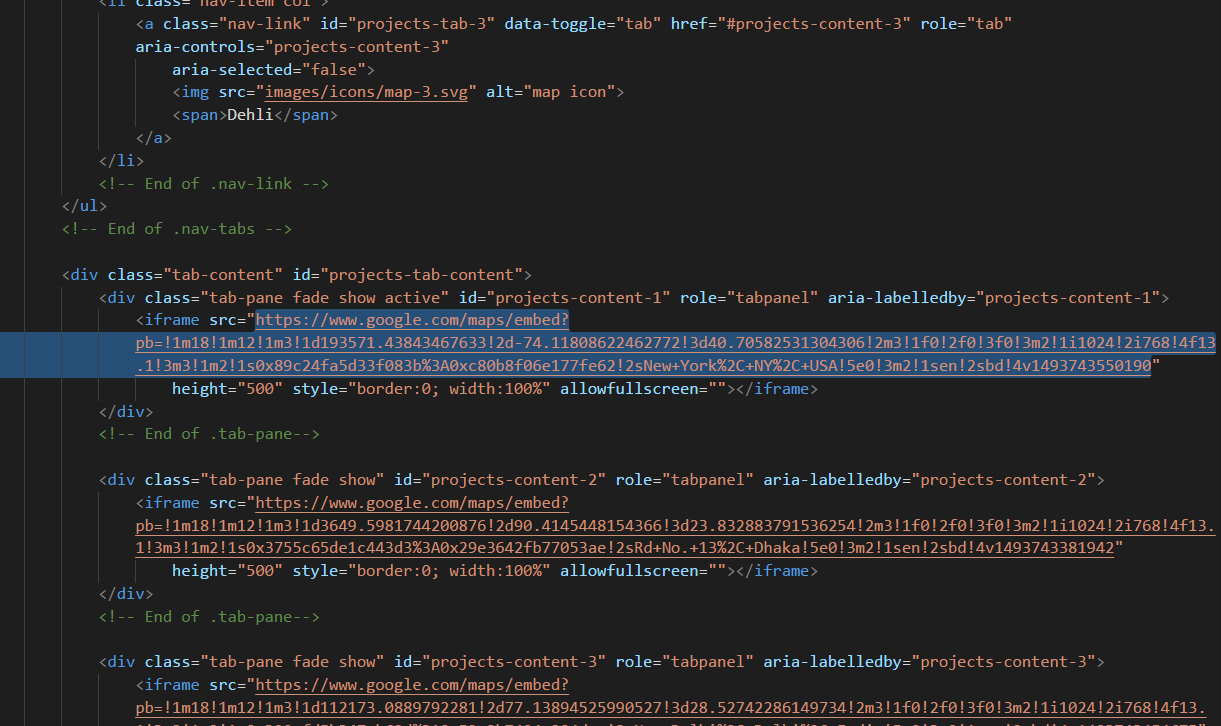 <li class="nav-item col">
<a class="nav-link" id="projects-tab-3" data-toggle="tab" href="#projects-content-3" role="tab"
aria-controls="projects-content-3"
aria-selected="false">
<img src="images/icons/map-3.svg" alt="map icon">
<span>Dehli</span>
</a>
</li>
<!-- End of .nav-link -->
</ul>
<!-- End of .nav-tabs -->
<div class="tab-content" id="projects-tab-content">
<div class="tab-pane fade show active" id="projects-content-1" role="tabpanel" aria-labelledby="projects-content-1">
<iframe src="https://www.google.com/maps/embed?
pb=!1m18!1m12!1m3!1d193571.43843467633!2d-74.11808622462772!3d40.70582531304306!2m3!1f0!2f0!3f0!3m2!1i1024!2i768!4f13
.1!3m3!1m2!1s0x89c24fa5d33f083b%3A0xc80b8f06e177fe62!2sNew+York%2C+NY%2C+USA!5e0!3m2!1sen!2sbd!4v1493743550190"
height="500" style="border:0; width:100%" allowfullscreen=""></iframe>
</div>
<!-- End of .tab-pane-->
<div class="tab-pane fade show" id="projects-content-2" role="tabpanel" aria-labelledby="projects-content-2">
<iframe src="https://www.google.com/maps/embed?
pb=!1m18!1m12!1m3!1d3649.5981744200876!2d90.4145448154366!3d23.832883791536254!2m3!1f0!2f0!3f0!3m2!1i1024!2i768!4f13.
1!3m3!1m2!1s0x3755c65de1c443d3%3A0x29e3642fb77053ae!2sRd+No.+13%2C+Dhaka!5e0!3m2!1sen!2sbd!4v1493743381942"
height="500" style="border:0; width:100%" allowfullscreen=""></iframe>
</div>
<!-- End of .tab-pane-->
<div class="tab-pane fade show" id="projects-content-3" role="tabpanel" aria-labelledby="projects-content-3">
<iframe src="https://www.google.com/maps/embed?
pb=!1m18!1m12!1m3!1d112173.0889792281!2d77.13894525990527!3d28.52742286149734!2m3!1f0!2f0!3f0!3m2!1i1024!2i768!4f13.